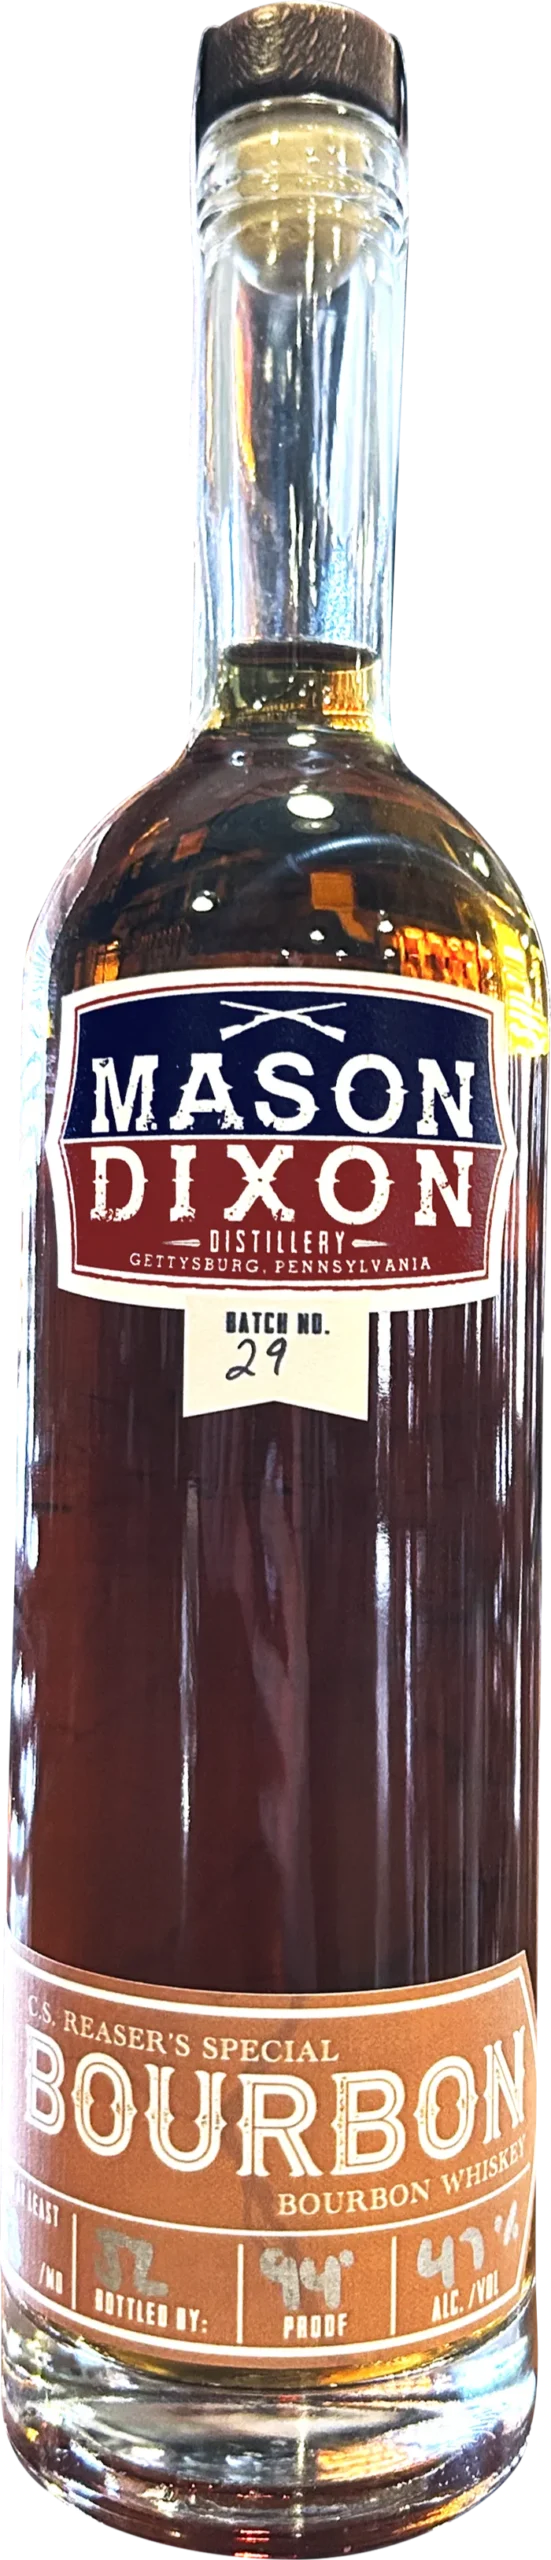 MASON
DIXON
DISTILLERY
GETTYSBURG, PENNSYLVANIA
BATCH NO.
29
C.S. REASER'S SPECIAL
BOURBON
BOURBON WHISKEY
LEAST
/MO
BOTTLED BY:
94°
PROOF
47%
ALC. /VOL